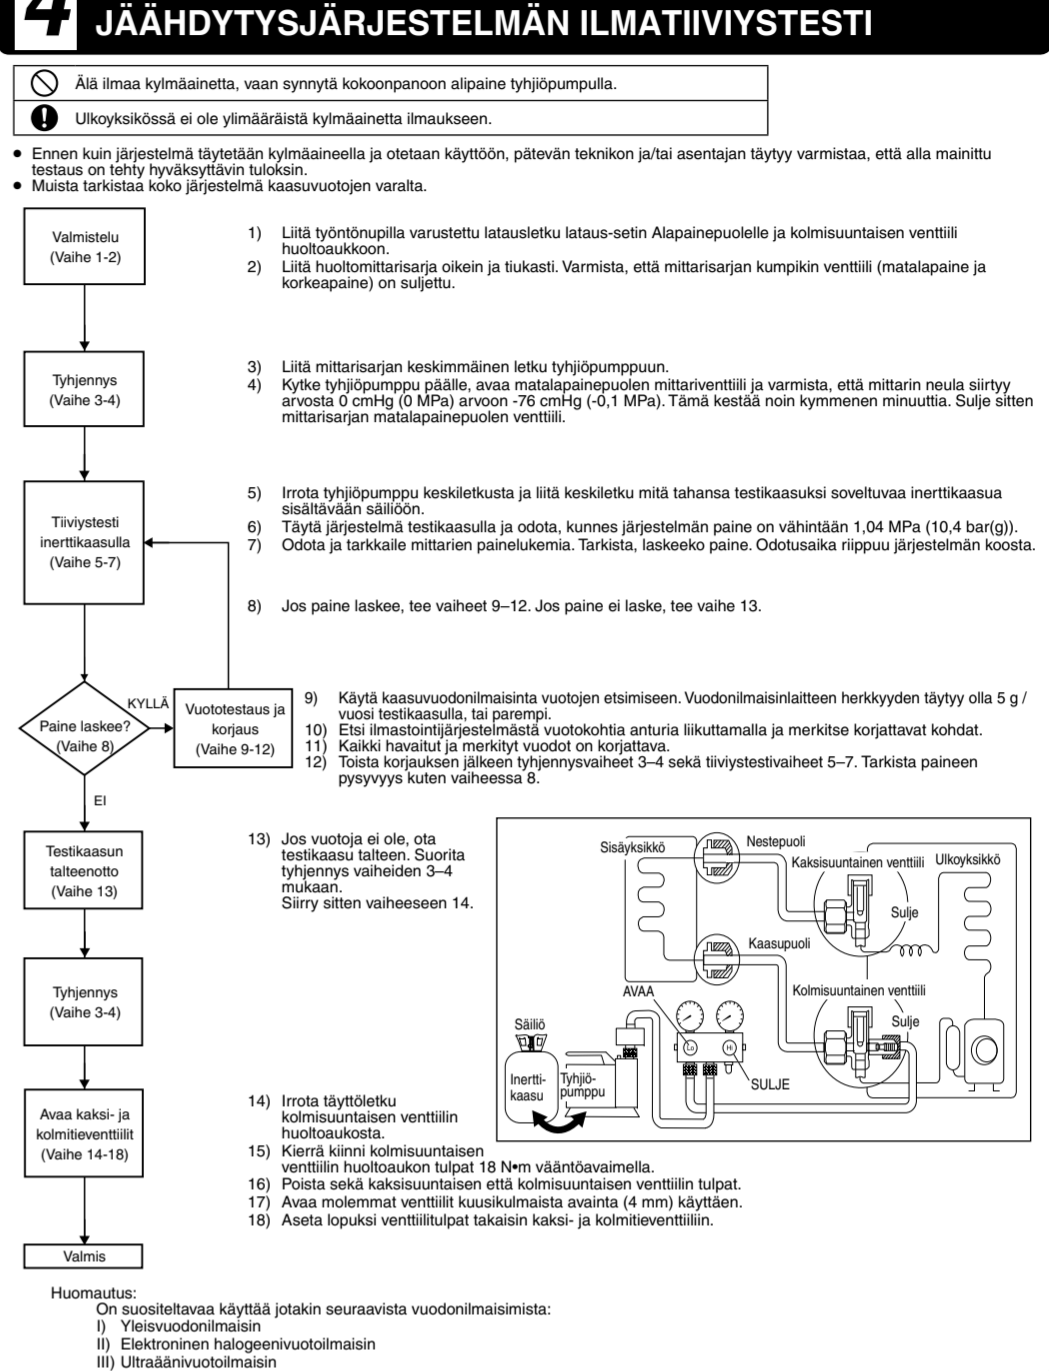 4 JÄÄHDYTYSJÄRJESTELMÄN ILMATIIVIYSTESTI
Älä ilmaa kylmäainetta, vaan synnytä kokoonpanoon alipaine tyhjiöpumpulla.
Ulkoyksikössä ei ole ylimääräistä kylmäainetta ilmaukseen.
● Ennen kuin järjestelmä täytetään kylmäaineella ja otetaan käyttöön, pätevän teknikon ja/tai asentajan täytyy varmistaa, että alla mainittu
testaus on tehty hyväksyttävin tuloksin.
● Muista tarkistaa koko järjestelmä kaasuvuotojen varalta.
Valmistelu
(Vaihe 1-2)
1) Liitä työntönupilla varustettu latausletku lataus-setin Alapainepuolelle ja kolmisuuntaisen venttiili
huoltoaukkoon.
2) Liitä huoltomittarisarja oikein ja tiukasti. Varmista, että mittarisarjan kumpikin venttiili (matalapaine ja
korkeapaine) on suljettu.
Tyhjennys
(Vaihe 3-4)
3) Liitä mittarisarjan keskimmäinen letku tyhjiöpumppuun.
4) Kytke tyhjiöpumppu päälle, avaa matalapainepuolen mittariventtiili ja varmista, että mittarin neula siirtyy
arvosta 0 cmHg (0 MPa) arvoon -76 cmHg (-0,1 MPa). Tämä kestää noin kymmenen minuuttia. Sulje sitten
mittarisarjan matalapainepuolen venttiili.
Tiiviystesti
inerttikaasulla
(Vaihe 5-7)
5) Irrota tyhjiöpumppu keskiletkusta ja liitä keskiletku mitä tahansa testikaasuksi soveltuvaa inerttikaasua
sisältävään säiliöön.
6) Täytä järjestelmä testikaasulla ja odota, kunnes järjestelmän paine on vähintään 1,04 MPa (10,4 bar(g)).
7) Odota ja tarkkaile mittarien painelukemia. Tarkista, laskeeko paine. Odotusaika riippuu järjestelmän koosta.
8) Jos paine laskee, tee vaiheet 9–12. Jos paine ei laske, tee vaihe 13.
Paine laskee?
(Vaihe 8)
KYLLÄ
EI
Vuototestaus ja
korjaus
(Vaihe 9-12)
9) Käytä kaasuvuodonilmaisinta vuotojen etsimiseen. Vuodonilmaisinlaitteen herkkyyden täytyy olla 5 g /
vuosi testikaasulla, tai parempi.
10) Etsi ilmastointijärjestelmästä vuotokohtia anturia liikuttamalla ja merkitse korjattavat kohdat.
11) Kaikki havaitut ja merkityt vuodot on korjattava.
12) Toista korjauksen jälkeen tyhjennysvaiheet 3–4 sekä tiiviystestivaiheet 5–7. Tarkista paineen
pysyvyys kuten vaiheessa 8.
Testikaasun
talteenotto
(Vaihe 13)
13) Jos vuotoja ei ole, ota
testikaasu talteen. Suorita
tyhjennys vaiheiden 3–4
mukaan.
Siirry sitten vaiheeseen 14.
Sisäyksikkö
Nestepuoli
Kaksisuuntainen venttiili
Ulkoyksikkö
Sulje
Kaasupuoli
Kolmisuuntainen venttiili
Sulje
AVAA
Lo
Hi
SULJE
Säiliö
Inertti-
kaasu
Tyhjiö-
pumppu
Tyhjennys
(Vaihe 3-4)
Avaa kaksi- ja
kolmitieventtiilit
(Vaihe 14-18)
14) Irrota täyttöletku
kolmisuuntaisen venttiilin
huoltoaukosta.
15) Kierrä kiinni kolmisuuntaisen
venttiilin huoltoaukon tulpat 18 N•m vääntöavaimella.
16) Poista sekä kaksisuuntaisen että kolmisuuntaisen venttiilin tulpat.
17) Avaa molemmat venttiilit kuusikulmaista avainta (4 mm) käyttäen.
18) Aseta lopuksi venttiilitulpat takaisin kaksi- ja kolmitieventtiiliin.
Valmis
Huomautus:
On suositeltavaa käyttää jotakin seuraavista vuodonilmaisimista:
I) Yleisvuodonilmaisin
II) Elektroninen halogeenivuotoilmaisin
III) Ultraäänivuotoilmaisin